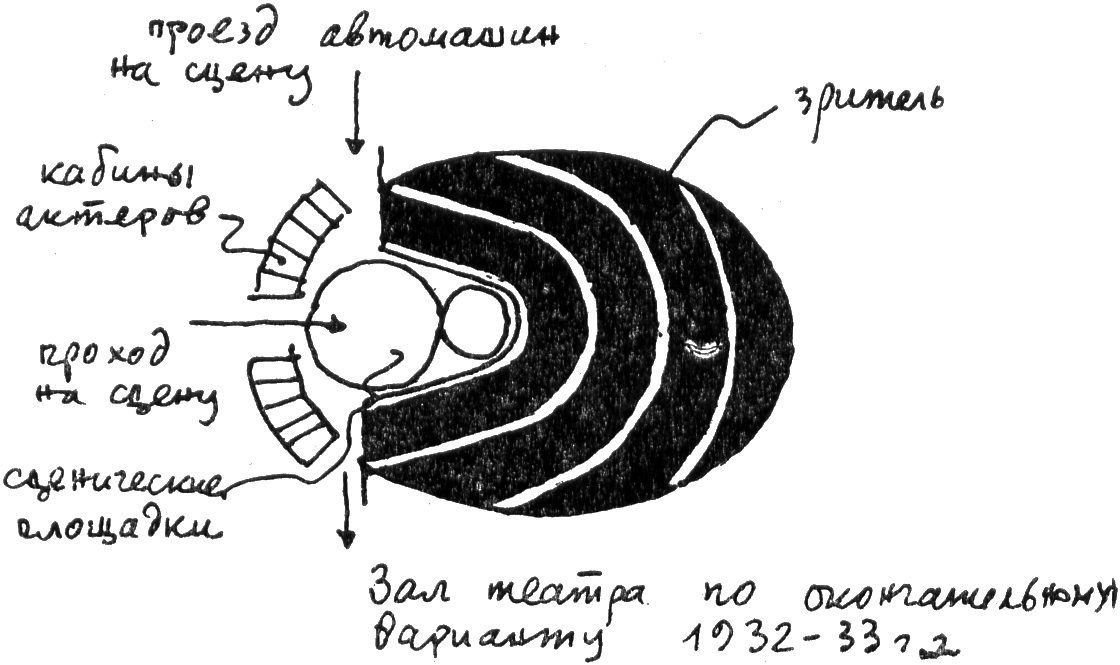 проезд автомашин
на сцену
зритель
кабины
актеров
проход
на сцену
сценические
площадки
Зал театра по окончательному
варианту 1932-33 г.г.